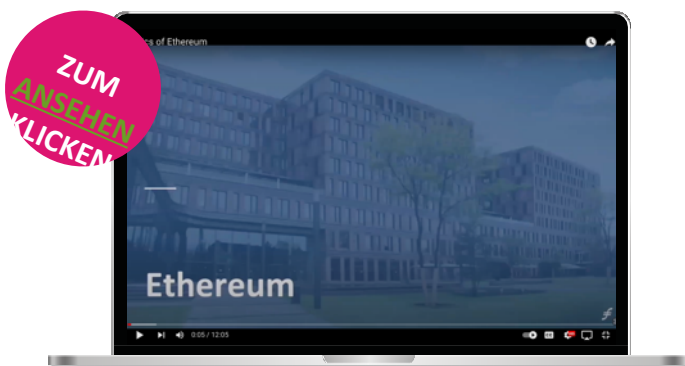 ZUM
ANSEHEN
KLICKEN
cs of Ethereum
Ethereum
0:05 / 12:05